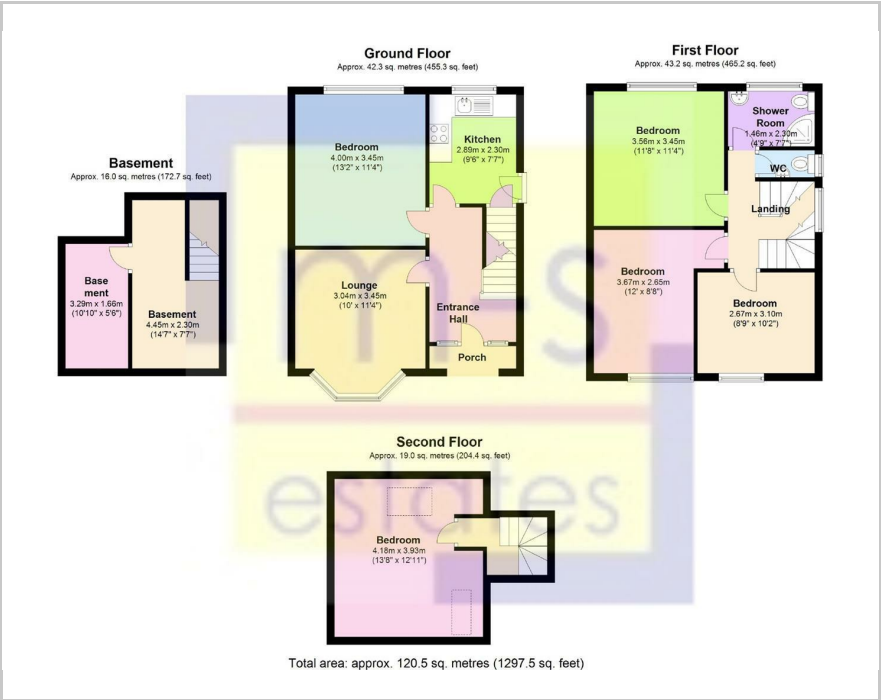 Ground Floor
Approx. 42.3 sq. metres (455.3 sq. feet)
First Floor
Approx. 43.2 sq. metres (465.2 sq. feet)
Basement
Approx. 16.0 sq. metres (172.7 sq. feet)
Bedroom
4.00m x 3.45m
(13'2" x 11'4")
Kitchen
2.89m x 2.30m
(9'6" x 7'7")
Bedroom
3.56m x 3.45m
(11'8" x 11'4")
Shower
Room
1.46m x 2.30m
(4'9" x 7'7")
WC
Landing
Base
ment
3.29m x 1.66m
(10'10" x 5'6")
Basement
4.45m x 2.30m
(14'7" x 7'7")
Lounge
3.04m x 3.45m
(10' x 11'4")
Entrance
Hall
Porch
Bedroom
3.67m x 2.65m
(12' x 8'8")
Bedroom
2.67m x 3.10m
(8'9" x 10'2")
m-s
estates
Second Floor
Approx. 19.0 sq. metres (204.4 sq. feet)
Bedroom
4.18m x 3.93m
(13'8" x 12'11")
Total area: approx. 120.5 sq. metres (1297.5 sq. feet)